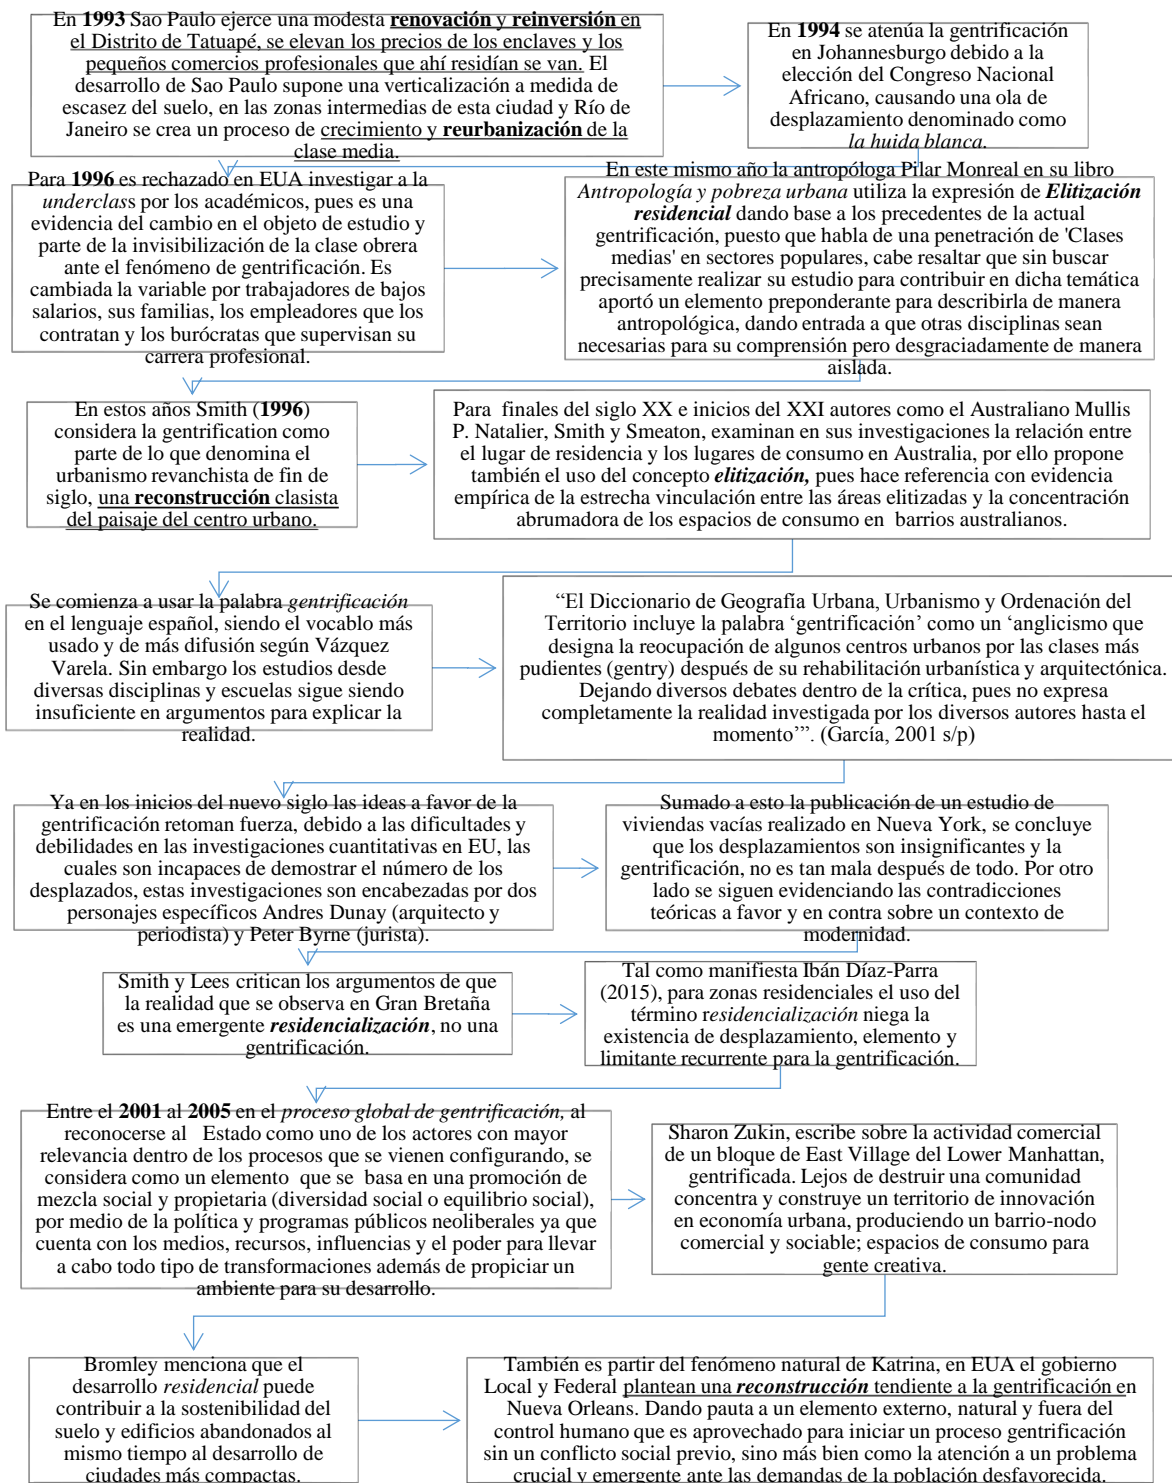 En 1993 Sao Paulo ejerce una modesta renovación y reinversión en
el Distrito de Tatuapé, se elevan los precios de los enclaves y los
pequeños comercios profesionales que ahí residían se van. El
desarrollo de Sao Paulo supone una verticalización a medida de
escasez del suelo, en las zonas intermedias de esta ciudad y Río de
Janeiro se crea un proceso de crecimiento y reurbanización de la
clase media.
En 1994 se atenúa la gentrificación
en Johannesburgo debido a la
elección del Congreso Nacional
Africano, causando una ola de
desplazamiento denominado como
la huida blanca.
Para 1996 es rechazado en EUA investigar a la
underclass por los académicos, pues es una
evidencia del cambio en el objeto de estudio y
parte de la invisibilización de la clase obrera
ante el fenómeno de gentrificación. Es
cambiada la variable por trabajadores de bajos
salarios, sus familias, los empleadores que los
contratan y los burócratas que supervisan su
carrera profesional.
En este mismo año la antropóloga Pilar Monreal en su libro
Antropología y pobreza urbana utiliza la expresión de Elitización
residencial dando base a los precedentes de la actual
gentrificación, puesto que habla de una penetración de 'Clases
medias' en sectores populares, cabe resaltar que sin buscar
precisamente realizar su estudio para contribuir en dicha temática
aportó un elemento preponderante para describirla de manera
antropológica, dando entrada a que otras disciplinas sean
necesarias para su comprensión pero desgraciadamente de manera
aislada.
En estos años Smith (1996)
considera la gentrification como
parte de lo que denomina el
urbanismo revanchista de fin de
siglo, una reconstrucción clasista
del paisaje del centro urbano.
Para finales del siglo XX e inicios del XXI autores como el Australiano Mullis
P. Natalier, Smith y Smeaton, examinan en sus investigaciones la relación entre
el lugar de residencia y los lugares de consumo en Australia, por ello propone
también el uso del concepto elitización, pues hace referencia con evidencia
empírica de la estrecha vinculación entre las áreas elitizadas y la concentración
abrumadora de los espacios de consumo en barrios australianos.
Se comienza a usar la palabra gentrificación
en el lenguaje español, siendo el vocablo más
usado y de más difusión según Vázquez
Varela. Sin embargo los estudios desde
diversas disciplinas y escuelas sigue siendo
insuficiente en argumentos para explicar la
realidad.
“El Diccionario de Geografía Urbana, Urbanismo y Ordenación del
Territorio incluye la palabra ‘gentrificación’ como un ‘anglicismo que
designa la reocupación de algunos centros urbanos por las clases más
pudientes (gentry) después de su rehabilitación urbanística y arquitectónica.
Dejando diversos debates dentro de la crítica, pues no expresa
completamente la realidad investigada por los diversos autores hasta el
momento’”. (García, 2001 s/p)
Ya en los inicios del nuevo siglo las ideas a favor de la
gentrificación retoman fuerza, debido a las dificultades y
debilidades en las investigaciones cuantitativas en EU, las
cuales son incapaces de demostrar el número de los
desplazados, estas investigaciones son encabezadas por dos
personajes específicos Andres Dunay (arquitecto y
periodista) y Peter Byrne (jurista).
Sumado a esto la publicación de un estudio de
viviendas vacías realizado en Nueva York, se concluye
que los desplazamientos son insignificantes y la
gentrificación, no es tan mala después de todo. Por otro
lado se siguen evidenciando las contradicciones
teóricas a favor y en contra sobre un contexto de
modernidad.
Smith y Lees critican los argumentos de que
la realidad que se observa en Gran Bretaña
es una emergente residencialización, no una
gentrificación.
Tal como manifiesta Ibán Díaz-Parra
(2015), para zonas residenciales el uso del
término residencialización niega la
existencia de desplazamiento, elemento y
limitante recurrente para la gentrificación.
Entre el 2001 al 2005 en el proceso global de gentrificación, al
reconocerse al Estado como uno de los actores con mayor
relevancia dentro de los procesos que se vienen configurando, se
considera como un elemento que se basa en una promoción de
mezcla social y propietaria (diversidad social o equilibrio social),
por medio de la política y programas públicos neoliberales ya que
cuenta con los medios, recursos, influencias y el poder para llevar
a cabo todo tipo de transformaciones además de propiciar un
ambiente para su desarrollo.
Sharon Zukin, escribe sobre la actividad comercial
de un bloque de East Village del Lower Manhattan,
gentrificada. Lejos de destruir una comunidad
concentra y construye un territorio de innovación
en economía urbana, produciendo un barrio-nodo
comercial y sociable; espacios de consumo para
gente creativa.
Bromley menciona que el
desarrollo residencial puede
contribuir a la sostenibilidad del
suelo y edificios abandonados al
mismo tiempo al desarrollo de
ciudades más compactas.
También es partir del fenómeno natural de Katrina, en EUA el gobierno
Local y Federal plantean una reconstrucción tendiente a la gentrificación en
Nueva Orleans. Dando pauta a un elemento externo, natural y fuera del
control humano que es aprovechado para iniciar un proceso gentrificación
sin un conflicto social previo, sino más bien como la atención a un problema
crucial y emergente ante las demandas de la población desfavorecida.